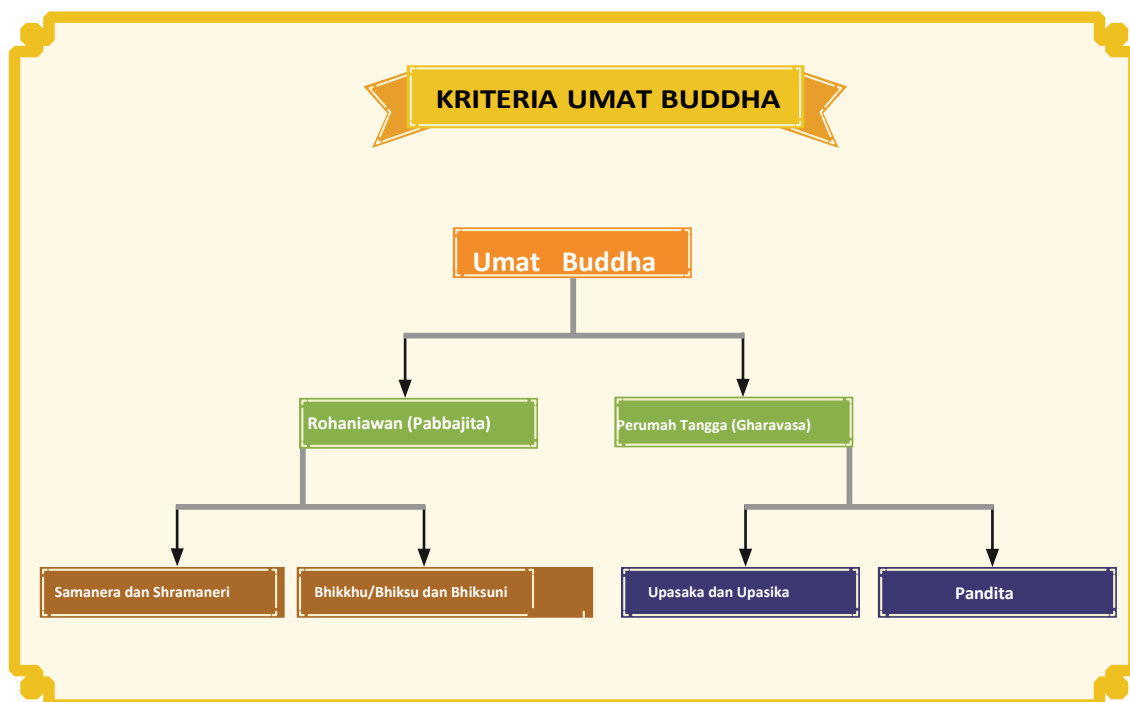 KRITERIA UMAT BUDDHA
Umat Buddha
Rohaniawan (Pabbajita)
Perumah Tangga (Gharavasa)
Samanera dan Shramaneri
Bhikkhu/Bhiksu dan Bhiksuni
Upasaka dan Upasika
Pandita